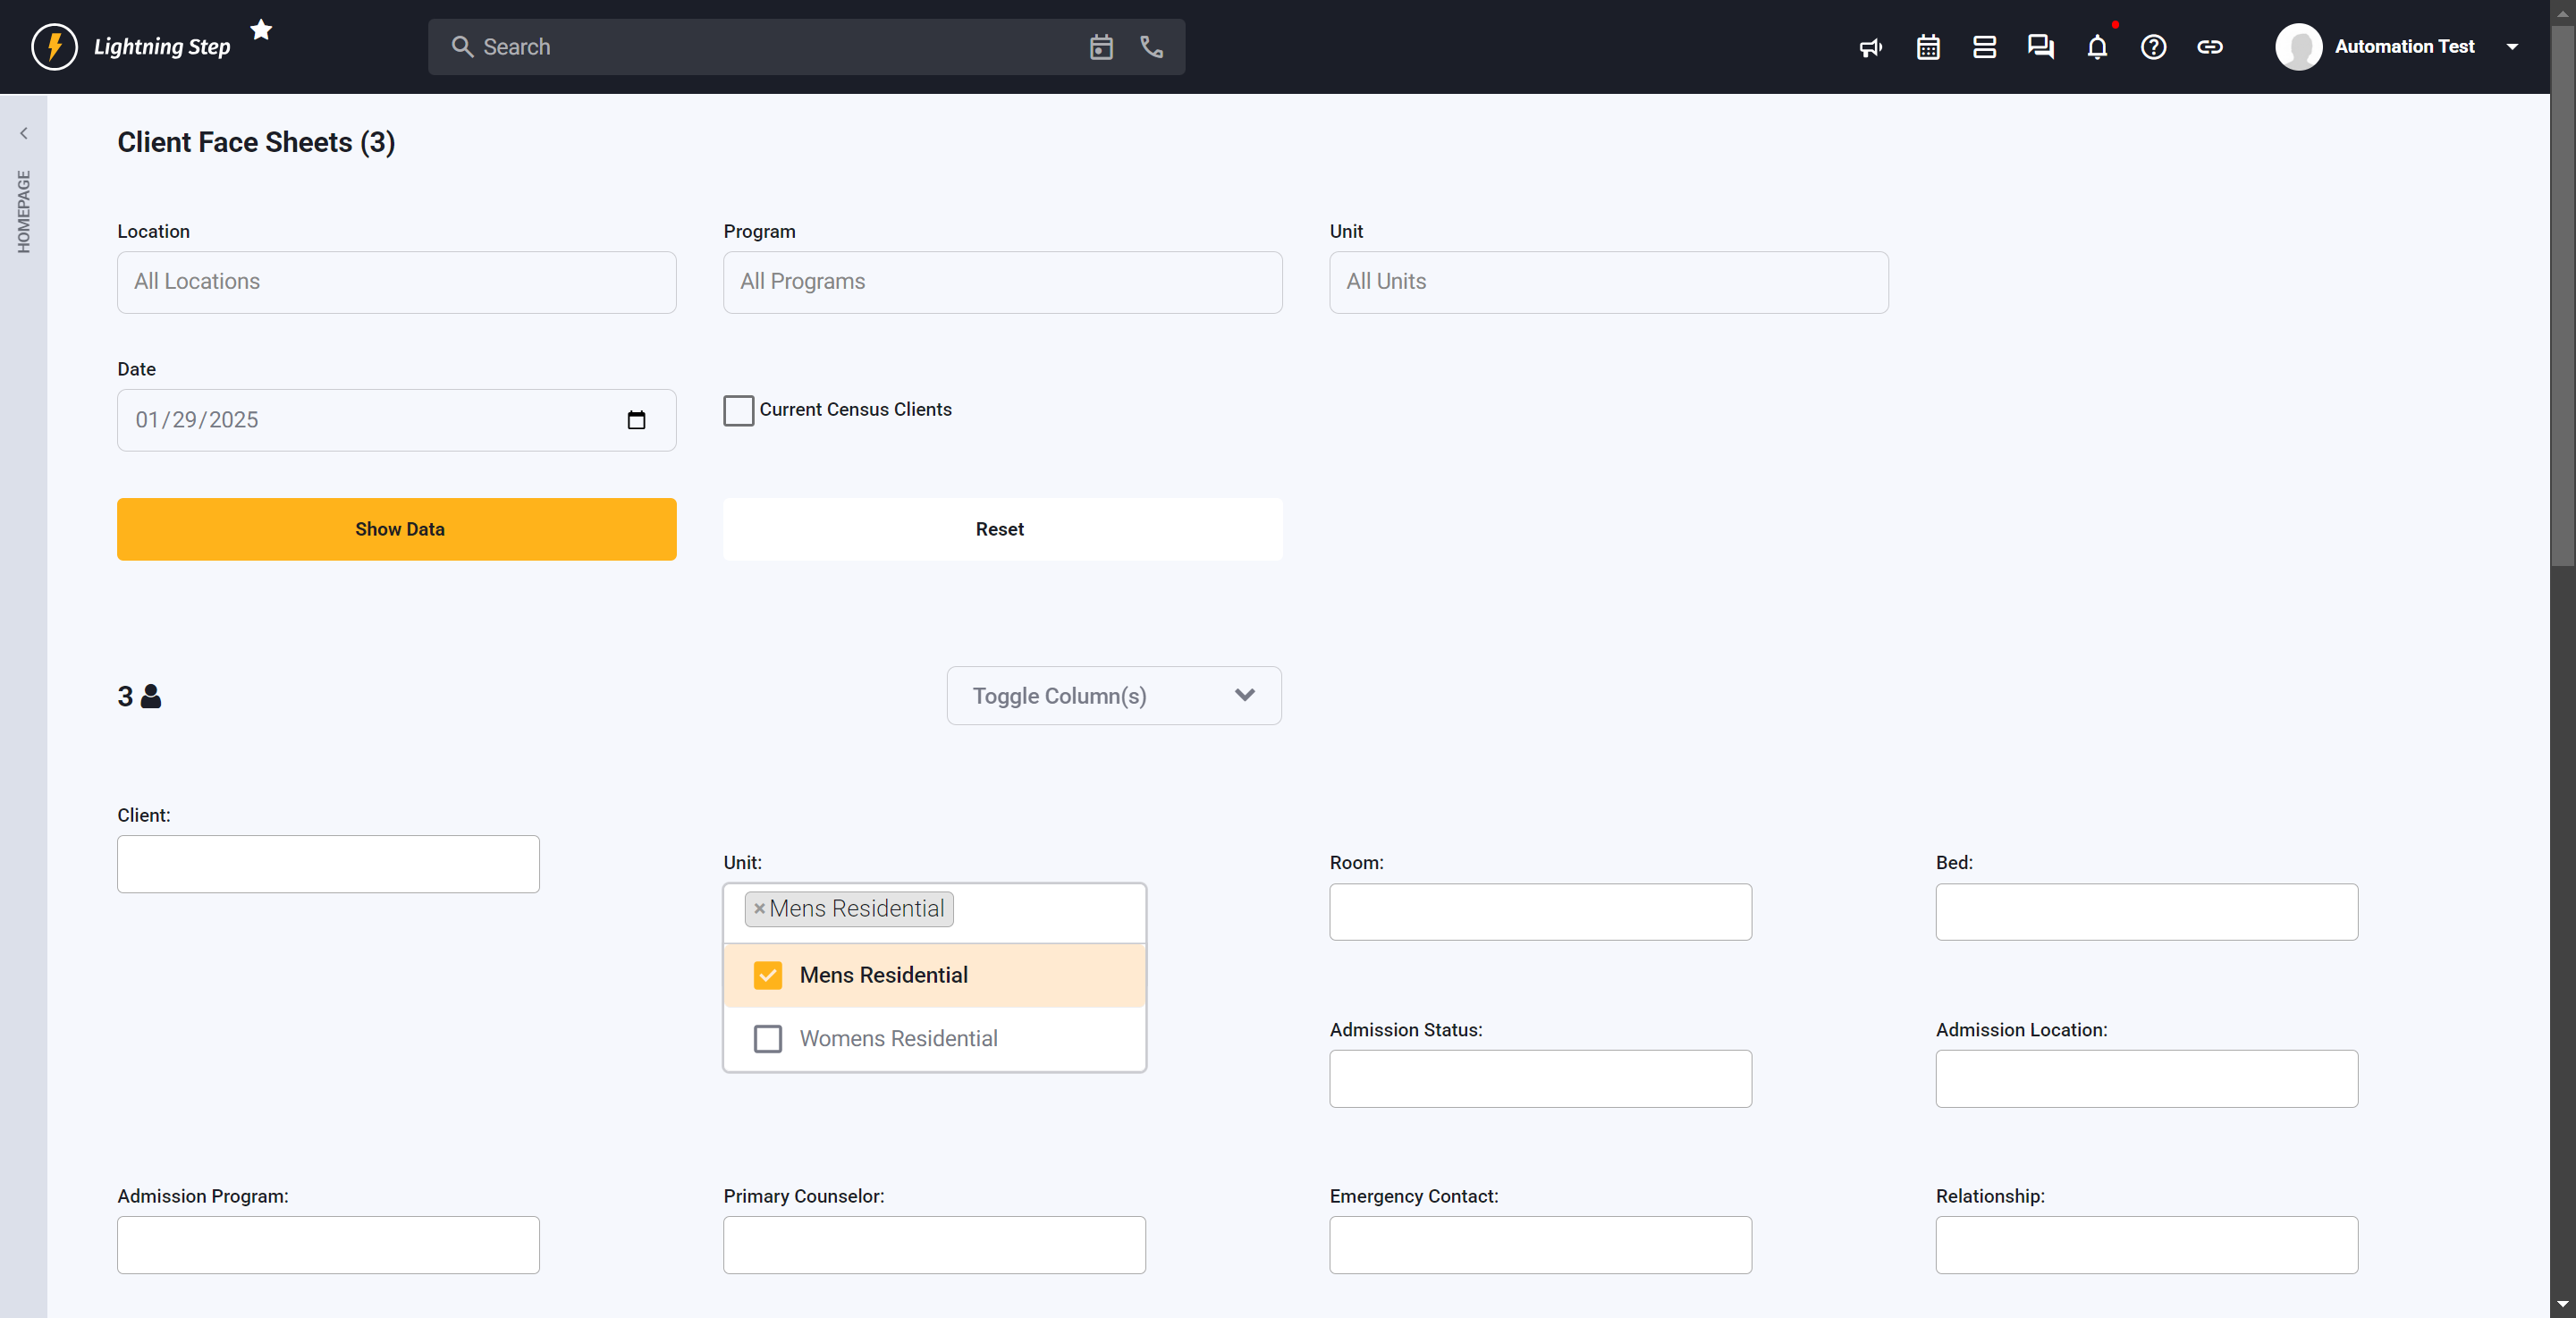 Lightning Step
Search
Automation Test
HOMEPAGE
Client Face Sheets (3)
Location
Program
Unit
All Locations
All Programs
All Units
Date
01/29/2025
Current Census Clients
Show Data
Reset
3
Toggle Column(s)
Client:
Unit:
Room:
Bed:
×Mens Residential
Mens Residential
Womens Residential
Admission Status:
Admission Location:
Admission Program:
Primary Counselor:
Emergency Contact:
Relationship: